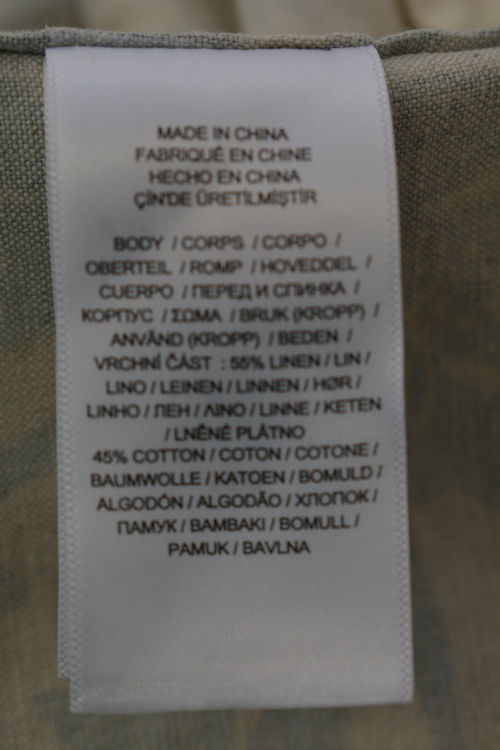 MADE IN CHINA
FABRIQUÉ EN CHINE
HECHO EN CHINA
ÇİN'DE ÜRETİLMİŞTİR
BODY / CORPS / CORPO /
OBERTEIL / ROMP / HOVEDDEL /
CUERPO / ПЕРЕД И СПИНКА /
КОРПУС / ΣΩΜΑ / BRUK (KROPP) /
ANVÄND (KROPP) / BEDEN /
VRCHNÍ ČÁST : 55% LINEN / LIN /
LINO / LEINEN / LINNEN / HØR /
LINHO / ЛЕН / ΛΙΝΟ / LINNE / KETEN
/ LNĚNÉ PLÁTNO
45% COTTON / COTON / COTONE /
BAUMWOLLE / KATOEN / BOMULD /
ALGODÓN / ALGODÃO / ХЛОПОК /
ПАМУК / ΒΑΜΒΑΚΙ / BOMULL /
PAMUK / BAVLNA